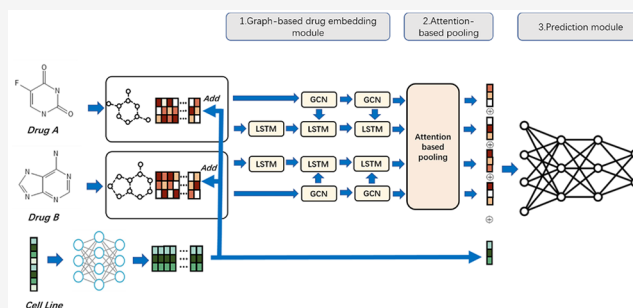 1.Graph-based drug embedding
module
2.Attention-
based pooling
3.Prediction module
O
F
NH
N
H
O
Drug A
Add
GCN
GCN
LSTM
LSTM
LSTM
Attention
based
pooling
N
N
N
N
N
Drug B
Add
LSTM
LSTM
LSTM
GCN
GCN
Cell Line